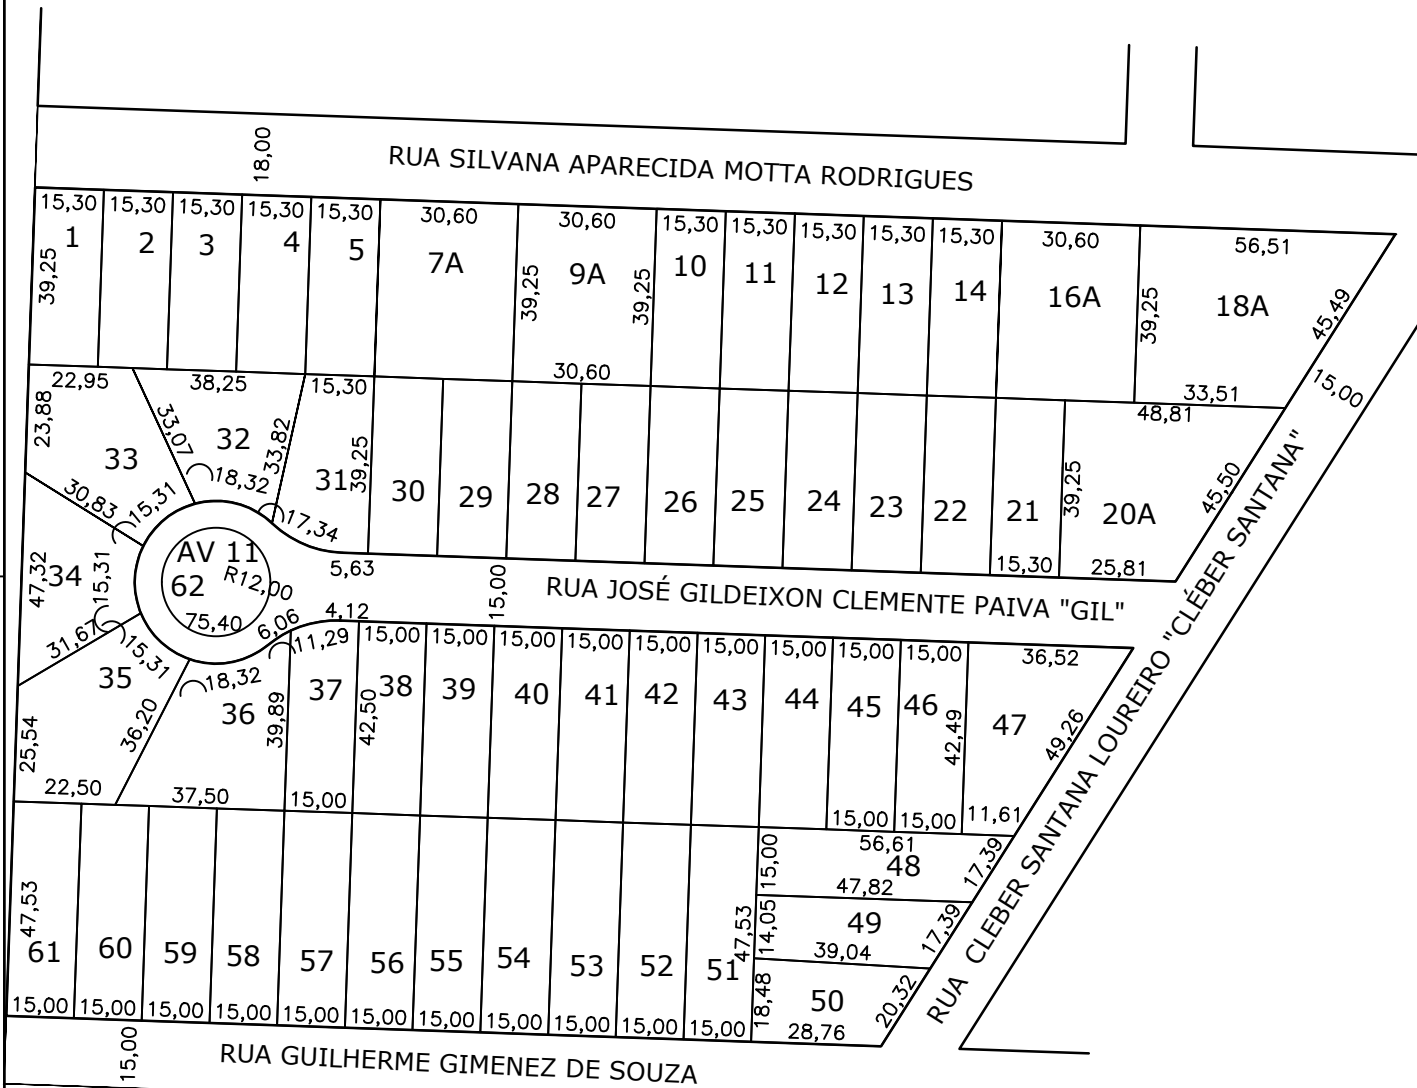 18,00
RUA SILVANA APARECIDA MOTTA RODRIGUES
15,30 15,30 15,30 15,30 15,30 30,60 30,60 15,30 15,30 15,30 15,30 15,30 30,60 56,51
1 2 3 4 5 7A 9A 10 11 12 13 14 16A 18A
39,25 39,25 39,25 39,25 45,49
22,95 38,25 15,30 30,60 33,51 15,00
48,81
23,88 33,07 33,82 39,25 39,25 45,50
33 32 31 30 29 28 27 26 25 24 23 22 21 20A
30,83 15,31 18,32 17,34
15,30 25,81
34 47,32 15,31
AV 11
62 R12,00
75,40
5,63
15,00
RUA JOSÉ GILDEIXON CLEMENTE PAIVA "GIL"
6,06 4,12
11,29 15,00 15,00 15,00 15,00 15,00 15,00 15,00 15,00 15,00 36,52
31,67 15,31 18,32
35 36 37 38 39 40 41 42 43 44 45 46 47
25,54 36,20 39,89 42,50 42,49 49,26
22,50 37,50 15,00 15,00 15,00 11,61
RUA CLEBER SANTANA LOUREIRO "CLÉBER SANTANA"
56,61
15,00 48 17,39
47,82
14,05 49 17,39
39,04
18,48 50 20,32
28,76
47,53 47,53
61 60 59 58 57 56 55 54 53 52 51
15,00 15,00 15,00 15,00 15,00 15,00 15,00 15,00 15,00 15,00 15,00
15,00
RUA GUILHERME GIMENEZ DE SOUZA